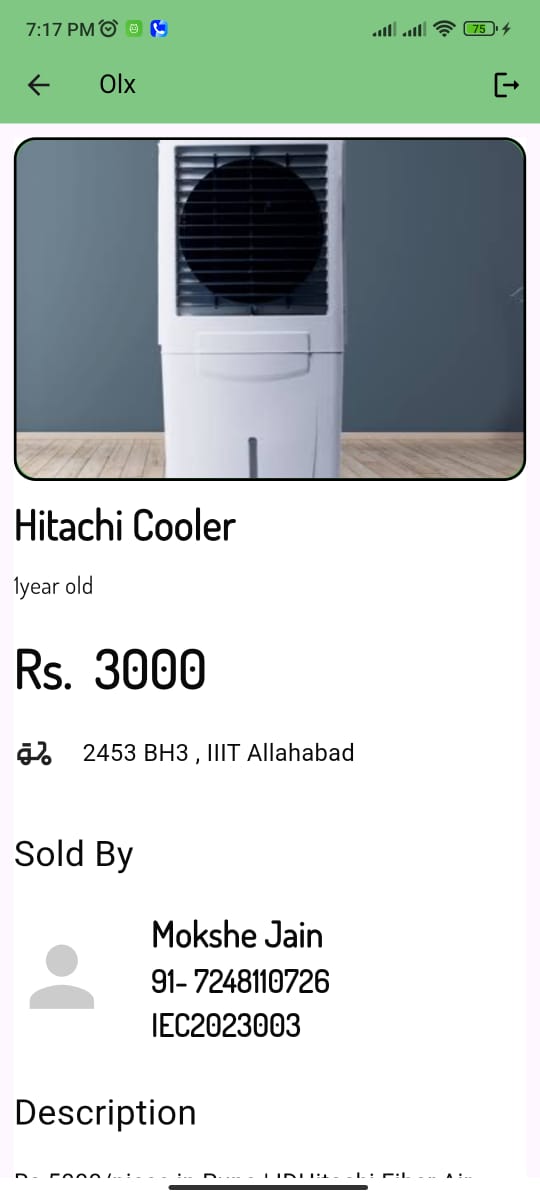 7:17 PM
75
Olx
Hitachi Cooler
1year old
Rs. 3000
2453 BH3 , IIIT Allahabad
Sold By
Mokshe Jain
91- 7248110726
IEC2023003
Description